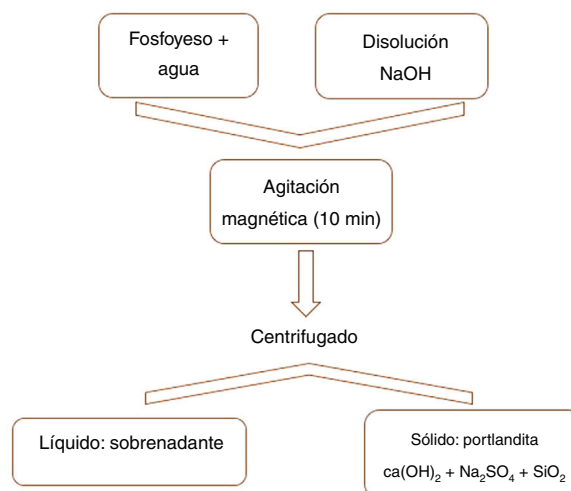 Fosfoyeso +
agua
Disolución
NaOH
Agitación
magnética (10 min)
Centrifugado
Líquido: sobrenadante
Sólido: portlandita
ca(OH)₂ + Na₂SO₄ + SiO₂